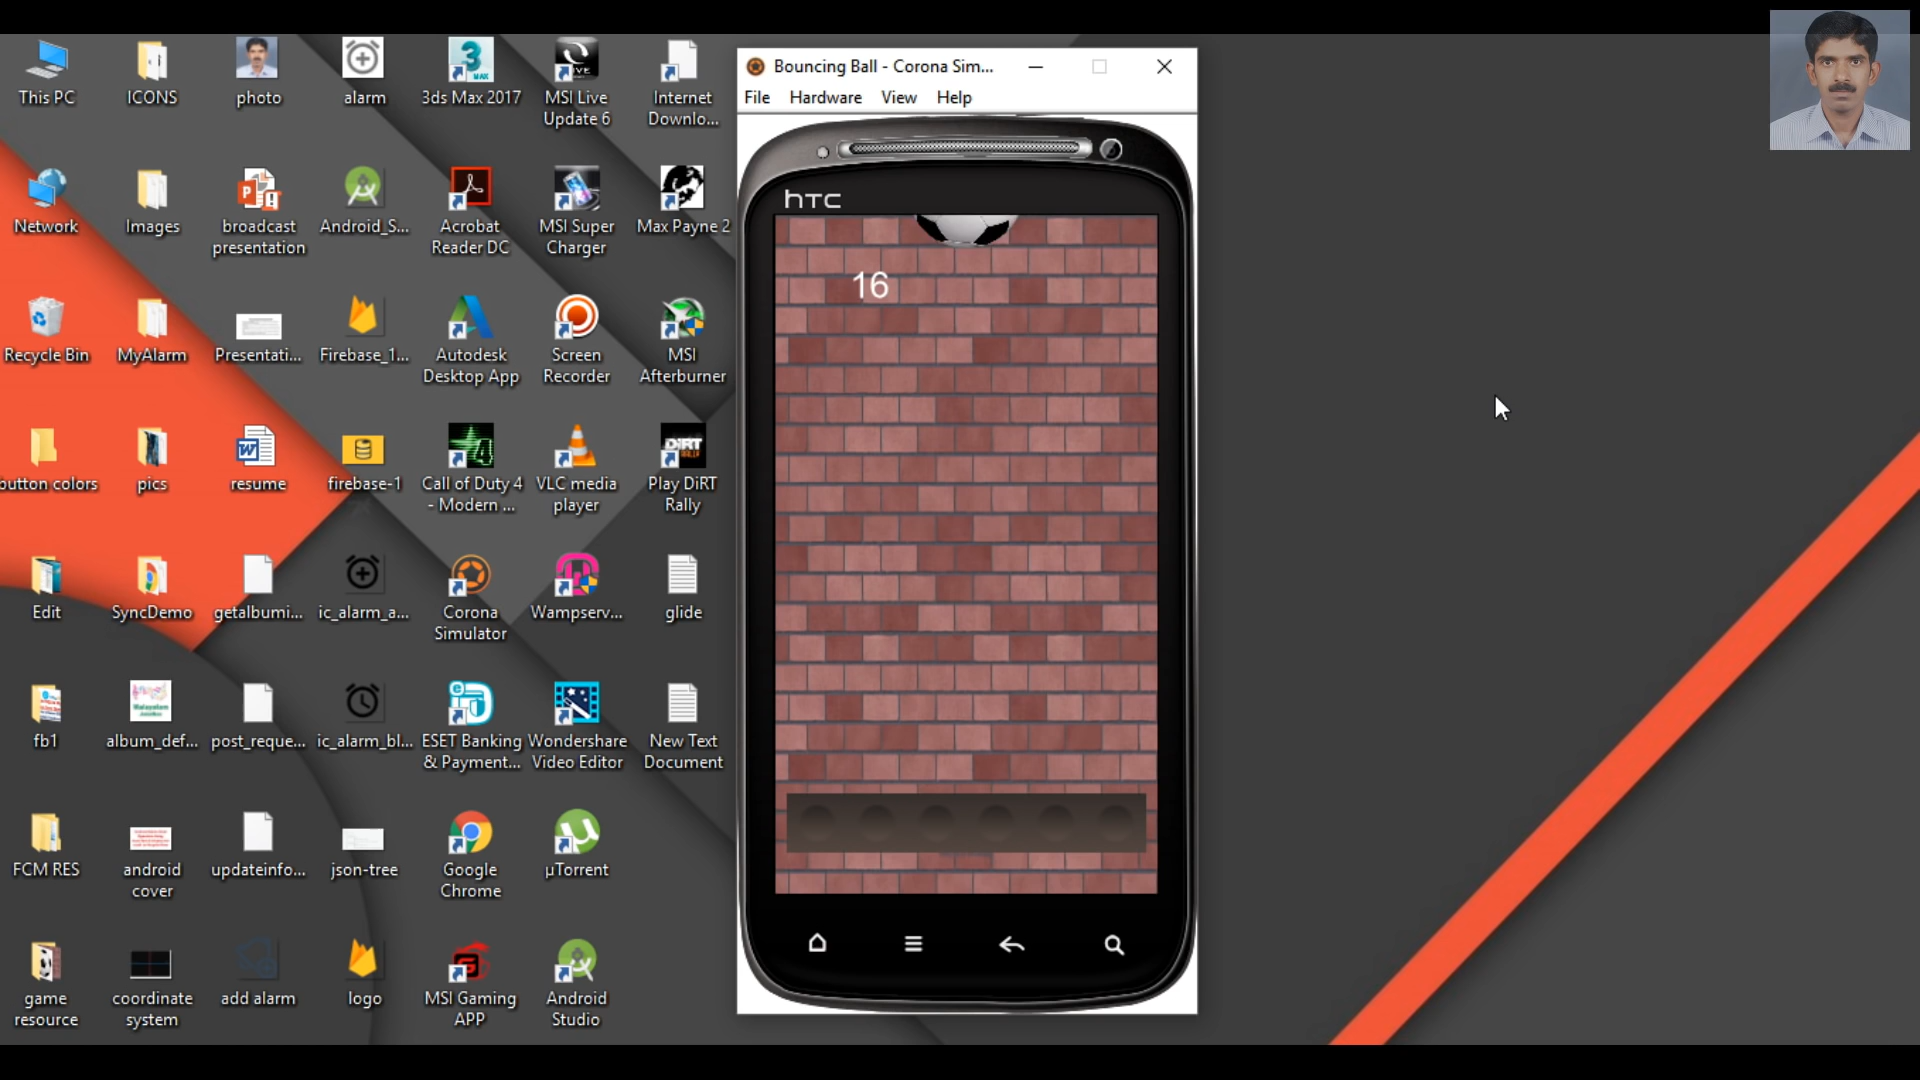 This PC
ICONS
photo
alarm
3ds Max 2017
MSI Live
Update 6
Internet
Downlo...
Network
Images
broadcast
presentation
Android_S...
Acrobat
Reader DC
MSI Super
Charger
Max Payne 2
Recycle Bin
MyAlarm
Presentati...
Firebase_1...
Autodesk
Desktop App
Screen
Recorder
MSI
Afterburner
button colors
pics
resume
firebase-1
Call of Duty 4
- Modern ...
VLC media
player
Play DiRT
Rally
Edit
SyncDemo
getalbumi...
ic_alarm_a...
Corona
Simulator
Wampserv...
glide
fb1
album_def...
post_reque...
ic_alarm_bl...
ESET Banking
& Payment...
Wondershare
Video Editor
New Text
Document
FCM RES
android
cover
updateinfo...
json-tree
Google
Chrome
µTorrent
game
resource
coordinate
system
add alarm
logo
MSI Gaming
APP
Android
Studio
Bouncing Ball - Corona Sim...
File Hardware View Help
hTC
16